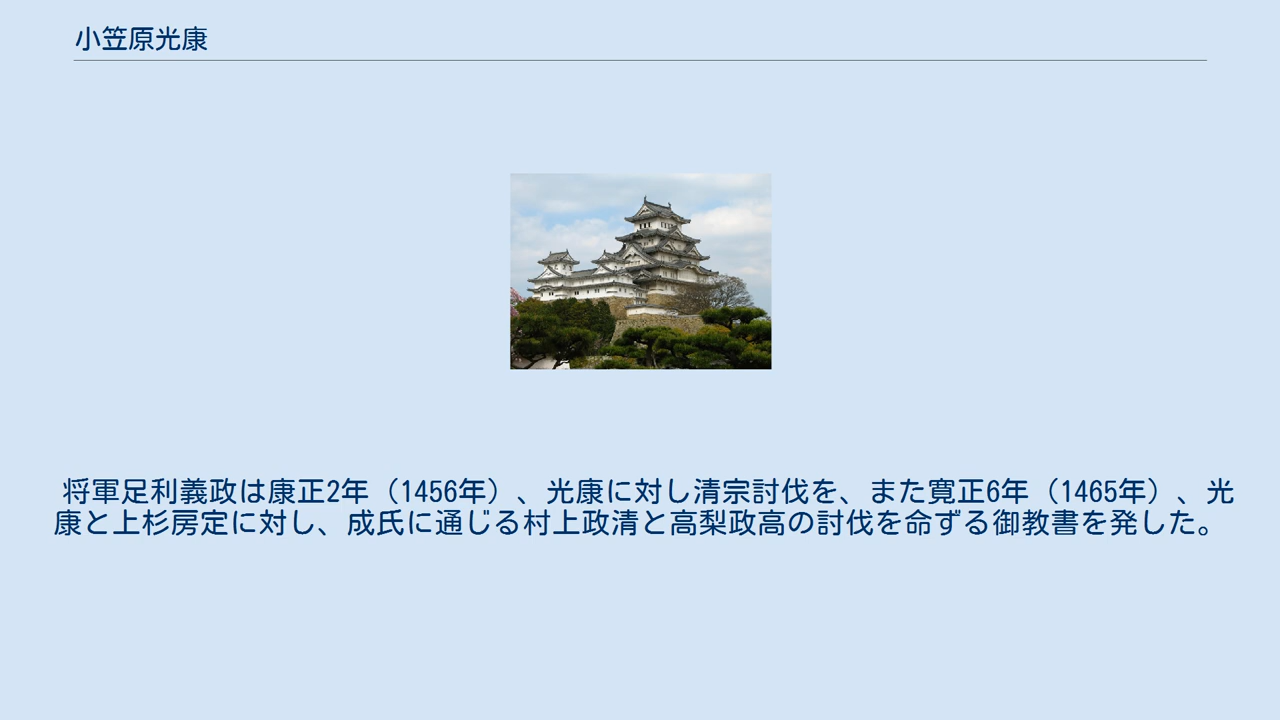 小笠原光康
将軍足利義政は康正2年（1456年）、光康に対し清宗討伐を、また寛正6年（1465年）、光
康と上杉房定に対し、成氏に通じる村上政清と高梨政高の討伐を命ずる御教書を発した。